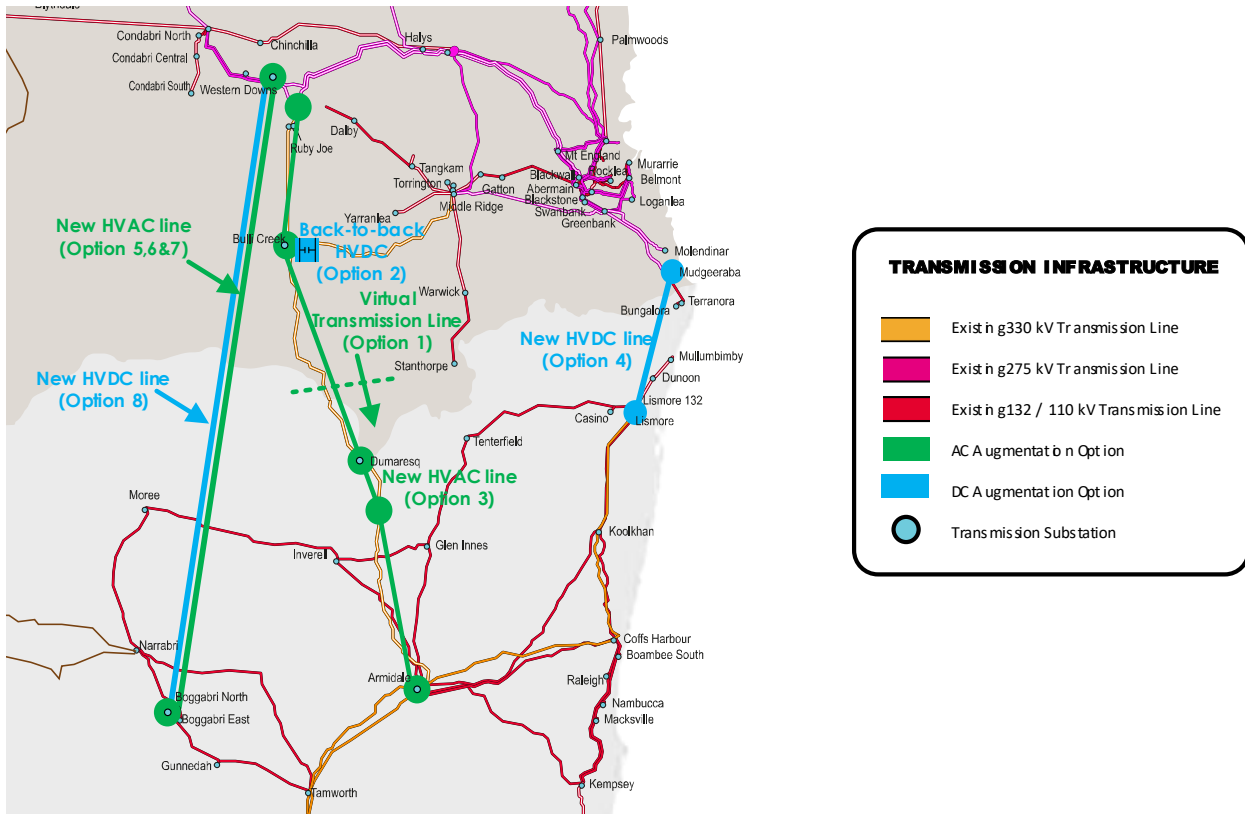 Condabri North
Chinchilla
Halys
Palmwoods
Condabri Central
Condabri South
Western Downs
Ruby Joe
Dalby
Mt England
Tangkam
Torrington
Middle Ridge
Gatton
Blackwall
Rocklea
Murarrie
Belmont
Abermain
Blackstone
Swanbank
Loganlea
Greenbank
Yarranlea
New HVAC line
(Option 5,6&7)
Bulli Creek
Back-to-back
HVDC
(Option 2)
Molendinar
Mudgeeraba
Warwick
Bungalora
Terranora
Virtual
Transmission Line
(Option 1)
Stanthorpe
New HVDC line
(Option 4)
Mullumbimby
Dunoon
New HVDC line
(Option 8)
Lismore 132
Casino
Lismore
Tenterfield
Dumaresq
New HVAC line
(Option 3)
Moree
Inverell
Glen Innes
Koolkhan
Narrabri
Coffs Harbour
Boambee South
Armidale
Raleigh
Boggabri North
Nambucca
Boggabri East
Macksville
Gunnedah
Tamworth
Kempsey
TRANSMISSION INFRASTRUCTURE
Existing330 kV Transmission Line
Existing275 kV Transmission Line
Existing132 / 110 kV Transmission Line
AC Augmentation Option
DC Augmentation Option
Transmission Substation